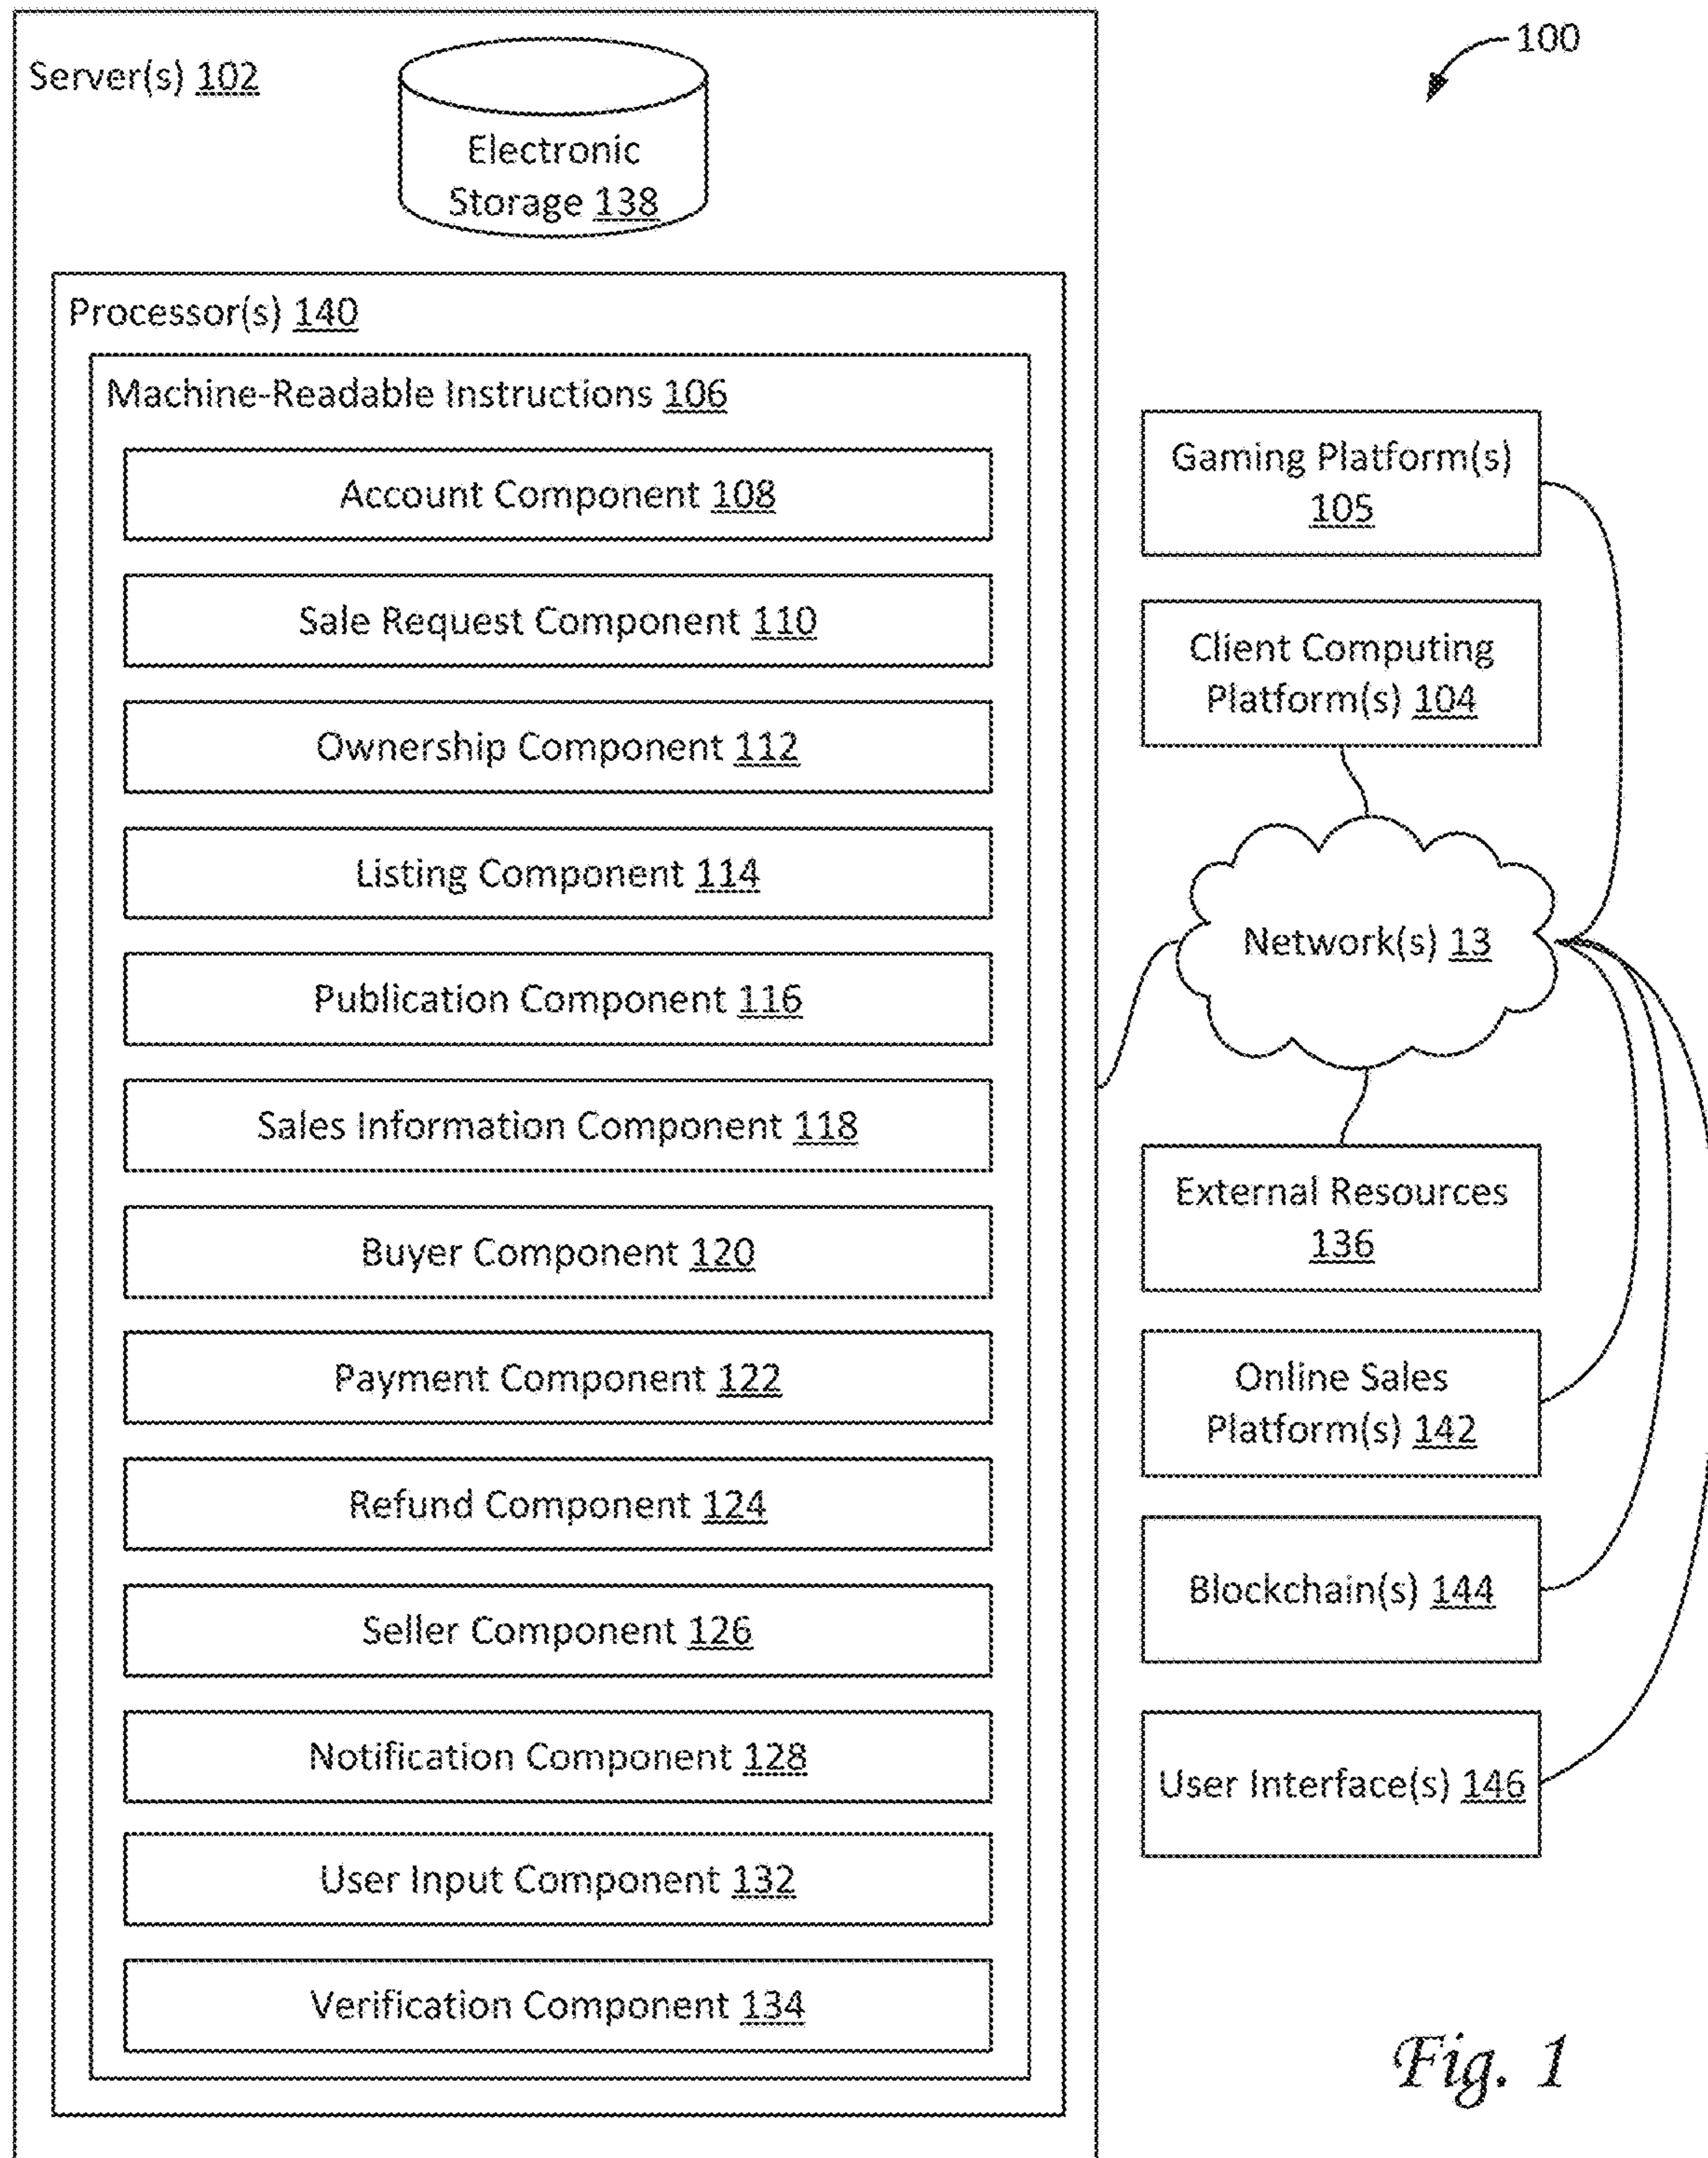 100
Server(s) 102
Electronic
Storage 138
Processor(s) 140
Machine-Readable Instructions 106
Account Component 108
Sale Request Component 110
Ownership Component 112
Listing Component 114
Publication Component 116
Sales Information Component 118
Buyer Component 120
Payment Component 122
Refund Component 124
Seller Component 126
Notification Component 128
User Input Component 132
Verification Component 134
Gaming Platform(s)
105
Client Computing
Platform(s) 104
Network(s) 13
External Resources
136
Online Sales
Platform(s) 142
Blockchain(s) 144
User Interface(s) 146
Fig. 1